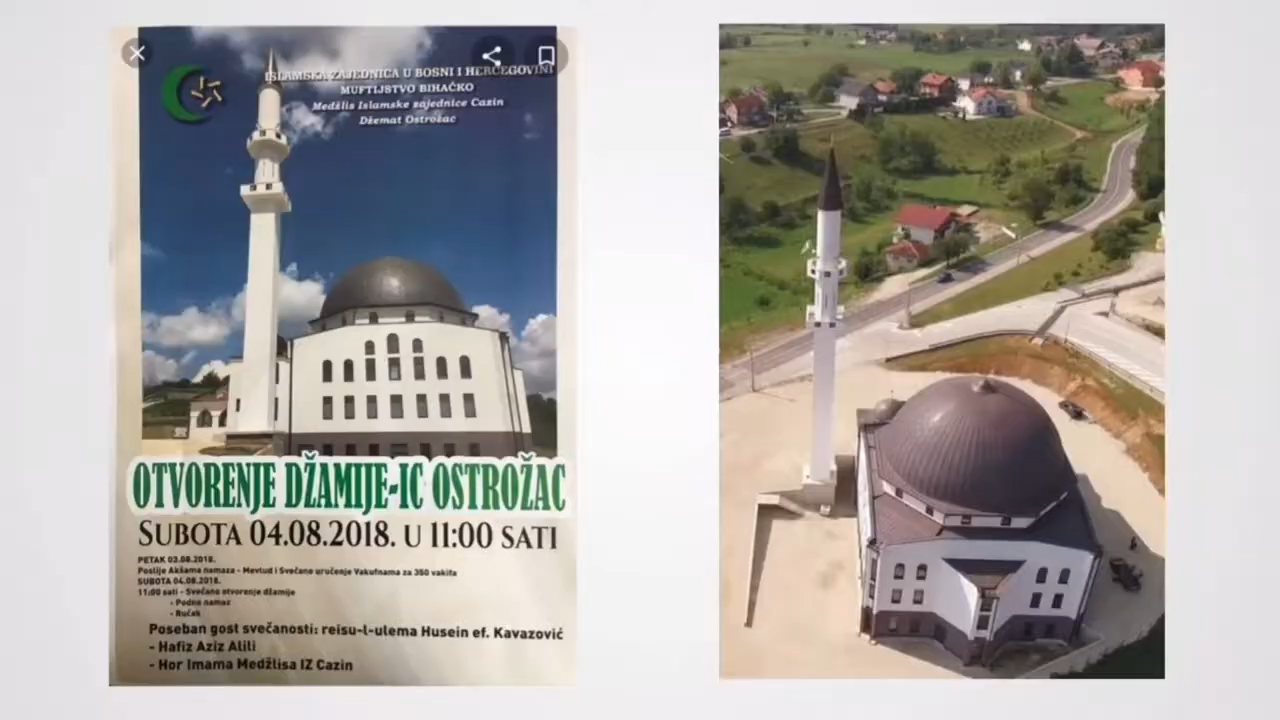 ISLAMSKA ZAJEDNICA U BOSNI I HERCEGOVINI
MUFTIJSTVO BIHAĆKO
Medžlis Islamske zajednice Cazin
Džemat Ostrožac
OTVORENJE DŽAMIJE-IC OSTROŽAC
SUBOTA 04.08.2018. U 11:00 SATI
PETAK 03.08.2018.
Poslije Akšama namaza - Mevlud i Svečano uručenje Vakufnama za 350 vakifa
SUBOTA 04.08.2018.
11:00 sati - Svečano otvorenje džamije
- Podne namaz
- Ručak
Poseban gost svečanosti: reisu-l-ulema Husein ef. Kavazović
- Hafiz Aziz Alili
- Hor Imama Medžlisa IZ Cazin